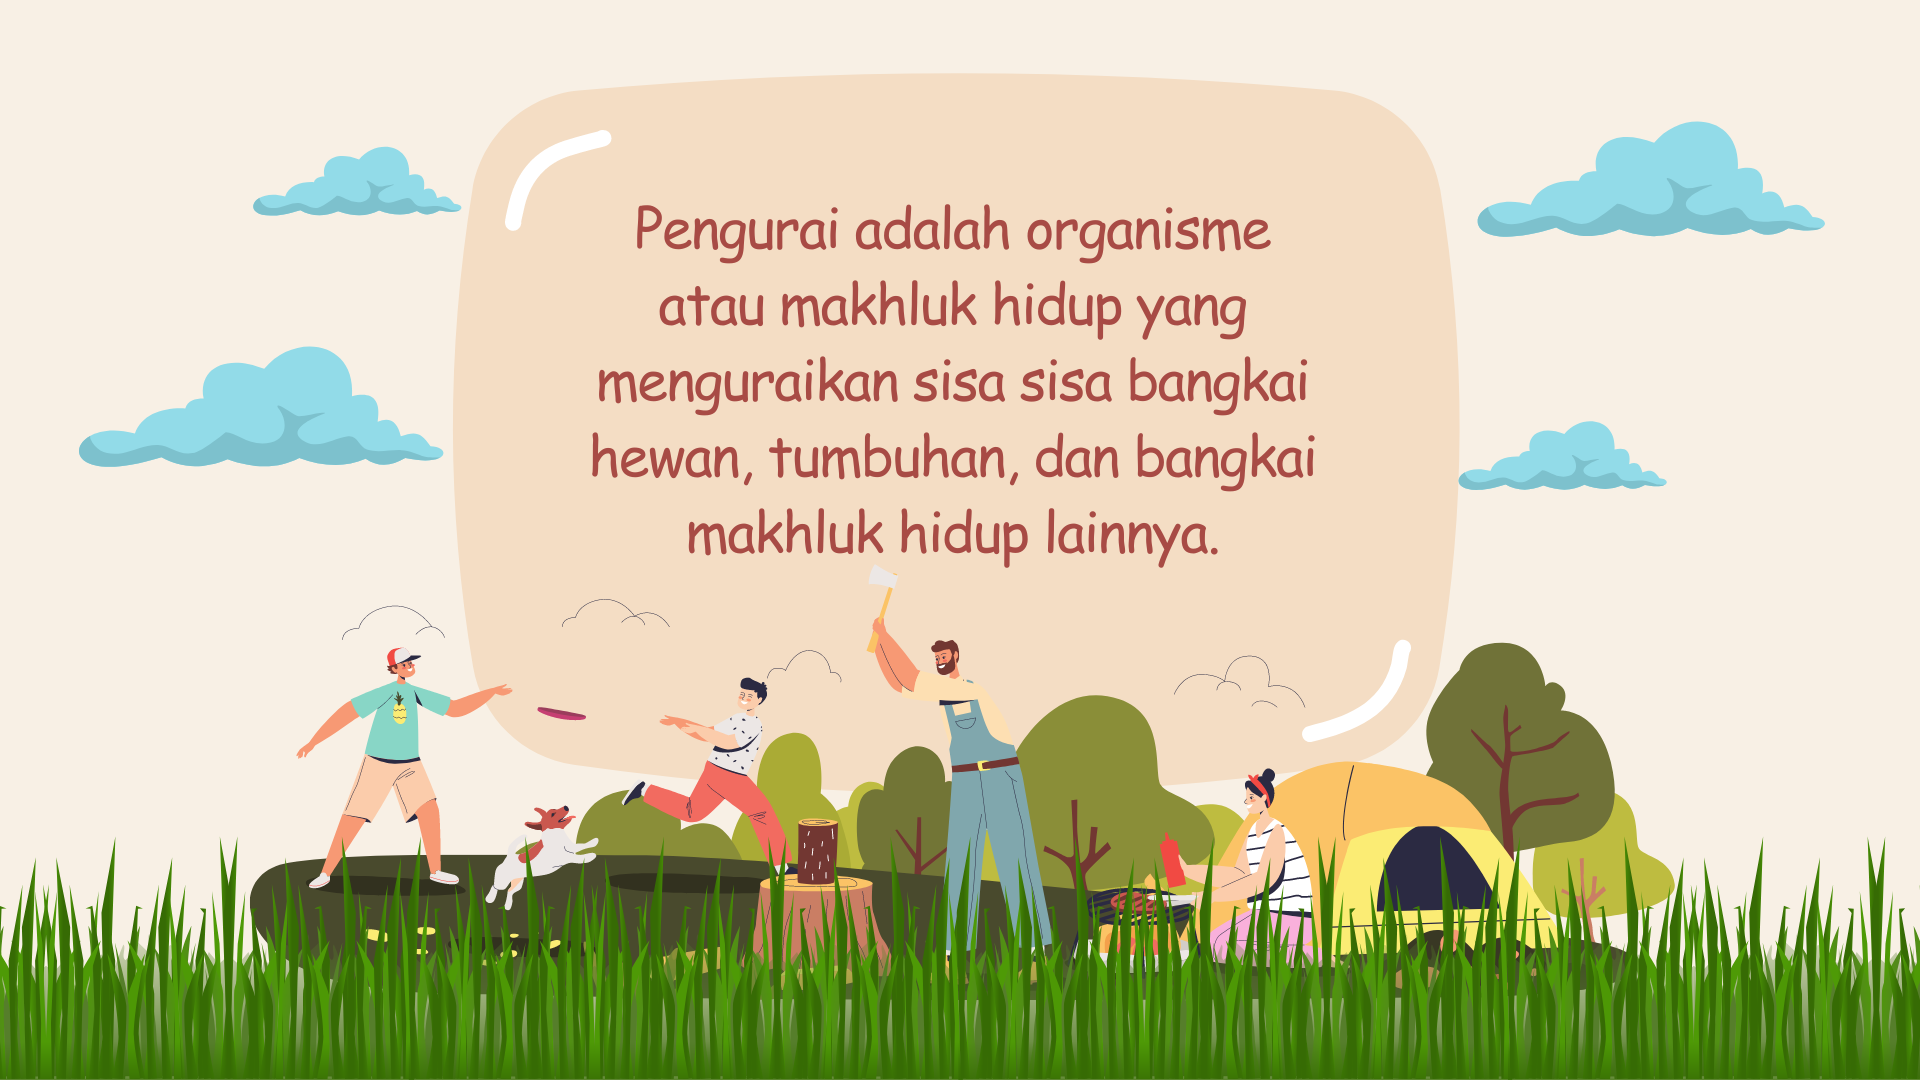 Pengurai adalah organisme
atau makhluk hidup yang
menguraikan sisa sisa bangkai
hewan, tumbuhan, dan bangkai
makhluk hidup lainnya.